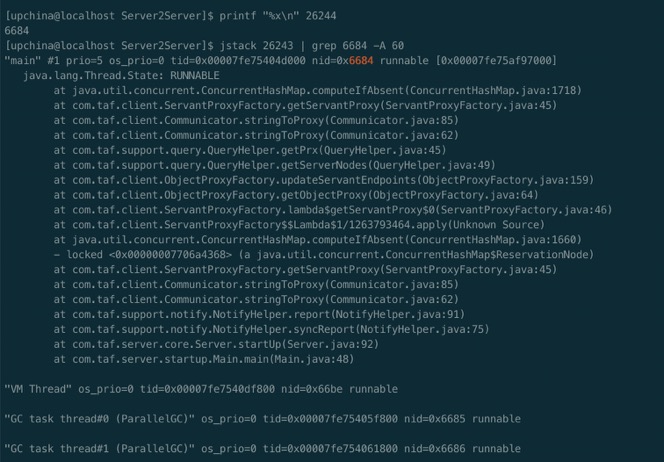 [upchina@localhost Server2Server]$ printf "%x\n" 26244
6684
[upchina@localhost Server2Server]$ jstack 26243 | grep 6684 -A 60
"main" #1 prio=5 os_prio=0 tid=0x00007fe75404d000 nid=0x6684 runnable [0x00007fe75af97000]
java.lang.Thread.State: RUNNABLE
at java.util.concurrent.ConcurrentHashMap.computeIfAbsent(ConcurrentHashMap.java:1718)
at com.taf.client.ServantProxyFactory.getServantProxy(ServantProxyFactory.java:45)
at com.taf.client.Communicator.stringToProxy(Communicator.java:85)
at com.taf.client.Communicator.stringToProxy(Communicator.java:62)
at com.taf.support.query.QueryHelper.getPrx(QueryHelper.java:45)
at com.taf.support.query.QueryHelper.getServerNodes(QueryHelper.java:49)
at com.taf.client.ObjectProxyFactory.updateServantEndpoints(ObjectProxyFactory.java:159)
at com.taf.client.ObjectProxyFactory.getObjectProxy(ObjectProxyFactory.java:64)
at com.taf.client.ServantProxyFactory.lambda$getServantProxy$0(ServantProxyFactory.java:46)
at com.taf.client.ServantProxyFactory$$Lambda$1/1263793464.apply(Unknown Source)
at java.util.concurrent.ConcurrentHashMap.computeIfAbsent(ConcurrentHashMap.java:1660)
- locked <0x00000007706a4368> (a java.util.concurrent.ConcurrentHashMap$ReservationNode)
at com.taf.client.ServantProxyFactory.getServantProxy(ServantProxyFactory.java:45)
at com.taf.client.Communicator.stringToProxy(Communicator.java:85)
at com.taf.client.Communicator.stringToProxy(Communicator.java:62)
at com.taf.support.notify.NotifyHelper.report(NotifyHelper.java:91)
at com.taf.support.notify.NotifyHelper.syncReport(NotifyHelper.java:75)
at com.taf.server.core.Server.startUp(Server.java:92)
at com.taf.server.startup.Main.main(Main.java:48)
"VM Thread" os_prio=0 tid=0x00007fe7540df800 nid=0x66be runnable
"GC task thread#0 (ParallelGC)" os_prio=0 tid=0x00007fe75405f800 nid=0x6685 runnable
"GC task thread#1 (ParallelGC)" os_prio=0 tid=0x00007fe754061800 nid=0x6686 runnable